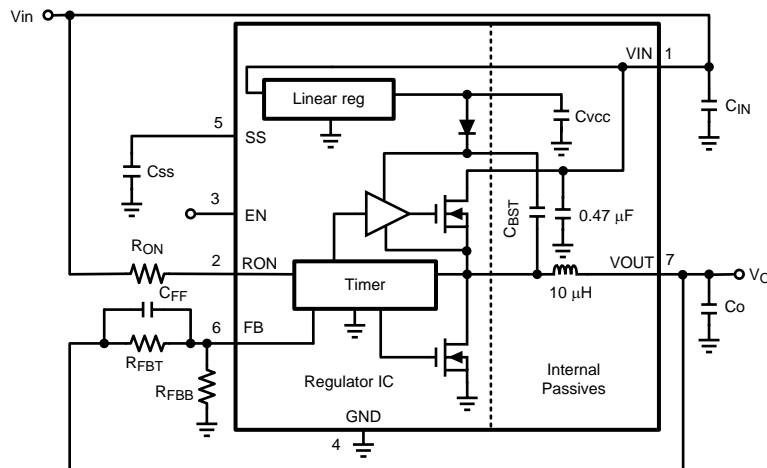 Vin
VIN 1
Linear reg
Cvcc
CIN
5
SS
Css
3
EN
CBST
0.47 µF
RON
2
RON
Timer
VOUT 7
VO
10 µH
CFF
6
FB
Co
RFBT
RFBB
Regulator IC
Internal
Passives
GND
4